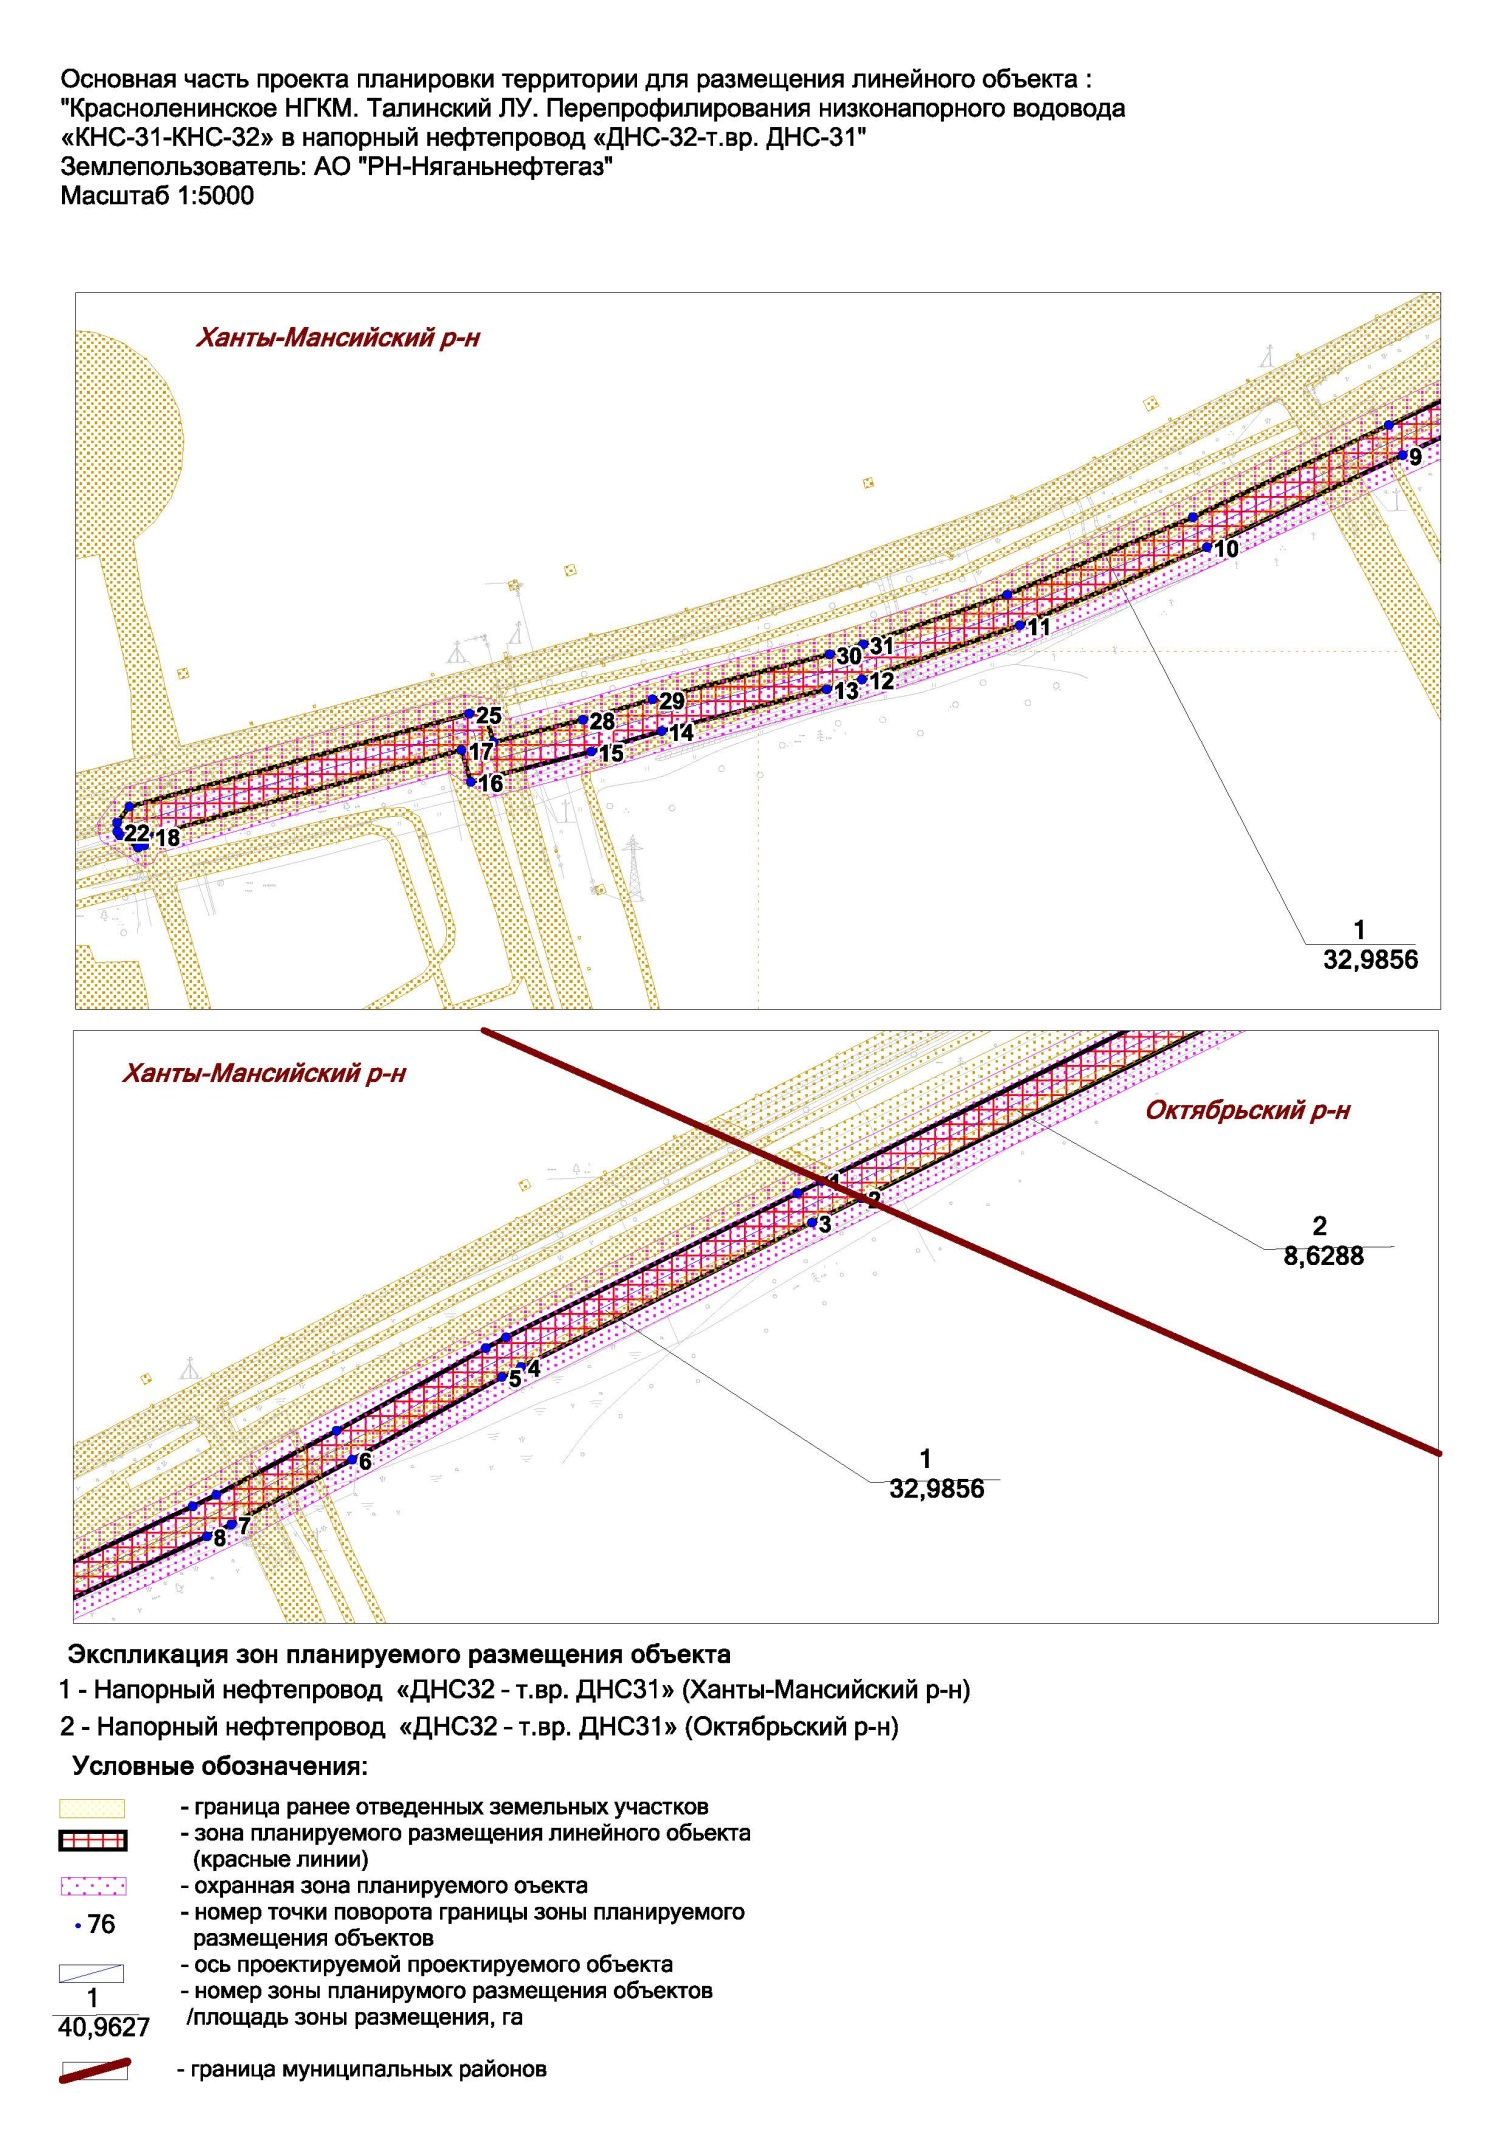 Основная часть проекта планировки территории для размещения линейного объекта :
"Красноленинское НГКМ. Талинский ЛУ. Перепрофилирования низконапорного водовода
«КНС-31-КНС-32» в напорный нефтепровод «ДНС-32-т.вр. ДНС-31"
Землепользователь: АО "РН-Няганьнефтегаз"
Масштаб 1:5000
Ханты-Мансийский р-н
9
10
11
31
30
12
13
29
28
14
25
15
17
16
22
18
1
32,9856
Ханты-Мансийский р-н
Октябрьский р-н
1
2
3
2
8,6288
4
5
6
1
32,9856
7
8
Экспликация зон планируемого размещения объекта
1 - Напорный нефтепровод «ДНС32 – т.вр. ДНС31» (Ханты-Мансийский р-н)
2 - Напорный нефтепровод «ДНС32 – т.вр. ДНС31» (Октябрьский р-н)
Условные обозначения:
- граница ранее отведенных земельных участков
- зона планируемого размещения линейного обьекта
(красные линии)
- охранная зона планируемого оъекта
76
- номер точки поворота границы зоны планируемого
размещения объектов
- ось проектируемой проектируемого объекта
1
40,9627
- номер зоны планирумого размещения объектов
/площадь зоны размещения, га
- граница муниципальных районов